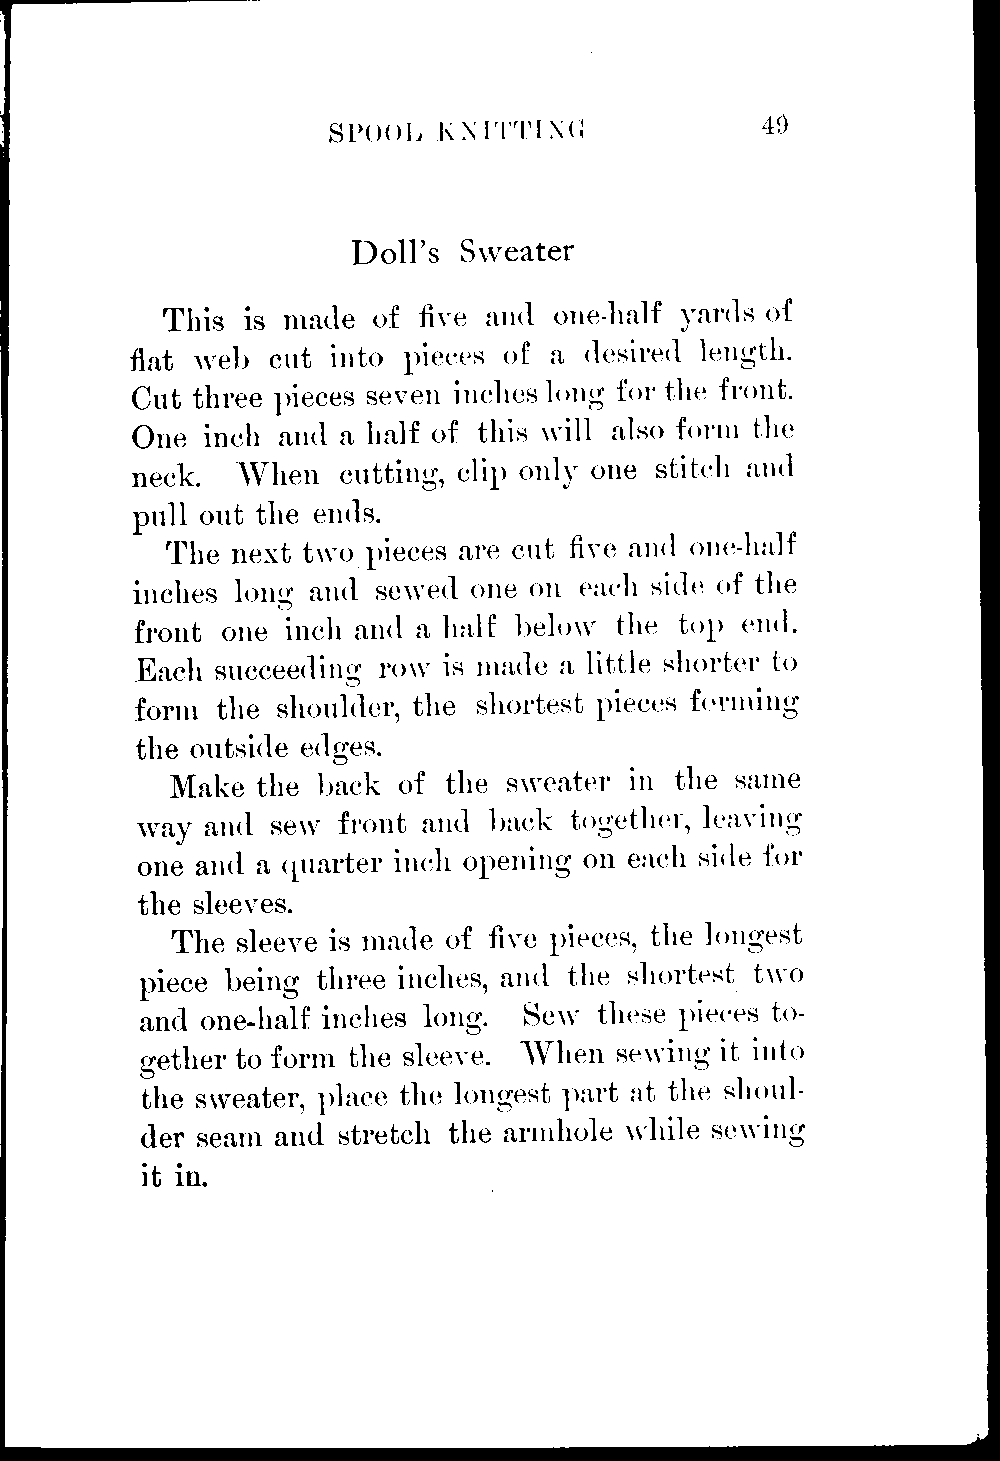 SPOOL KNITTING 49
Doll's Sweater
This is made of five and one-half yards of
flat web cut into pieces of a desired length.
Cut three pieces seven inches long for the front.
One inch and a half of this will also form the
neck. When cutting, clip only one stitch and
pull out the ends.
The next two pieces are cut five and one-half
inches long and sewed one on each side of the
front one inch and a half below the top end.
Each succeeding row is made a little shorter to
form the shoulder, the shortest pieces forming
the outside edges.
Make the back of the sweater in the same
way and sew front and back together, leaving
one and a quarter inch opening on each side for
the sleeves.
The sleeve is made of five pieces, the longest
piece being three inches, and the shortest two
and one-half inches long. Sew these pieces to-
gether to form the sleeve. When sewing it into
the sweater, place the longest part at the shoul-
der seam and stretch the armhole while sewing
it in.